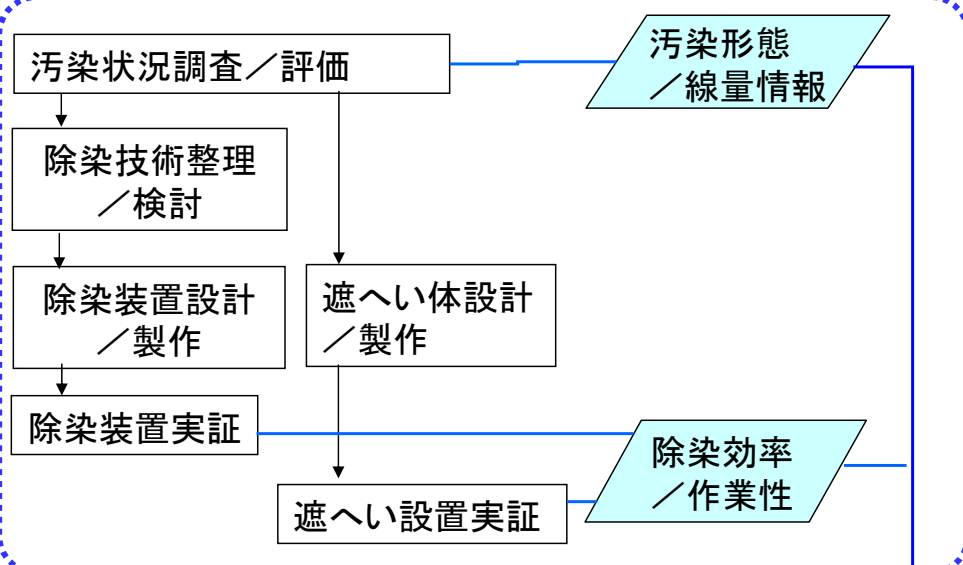 汚染状況調査／評価
汚染形態
／線量情報
除染技術整理
／検討
除染装置設計
／製作
遮へい体設計
／製作
除染装置実証
除染効率
／作業性
遮へい設置実証